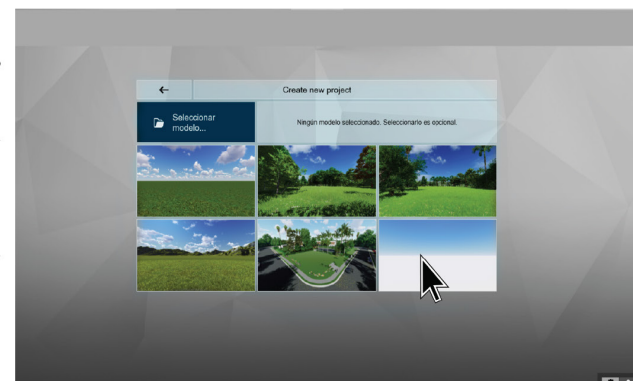 Create new project
Seleccionar
modelo...
Ningún modelo seleccionado. Seleccionarlo es opcional.